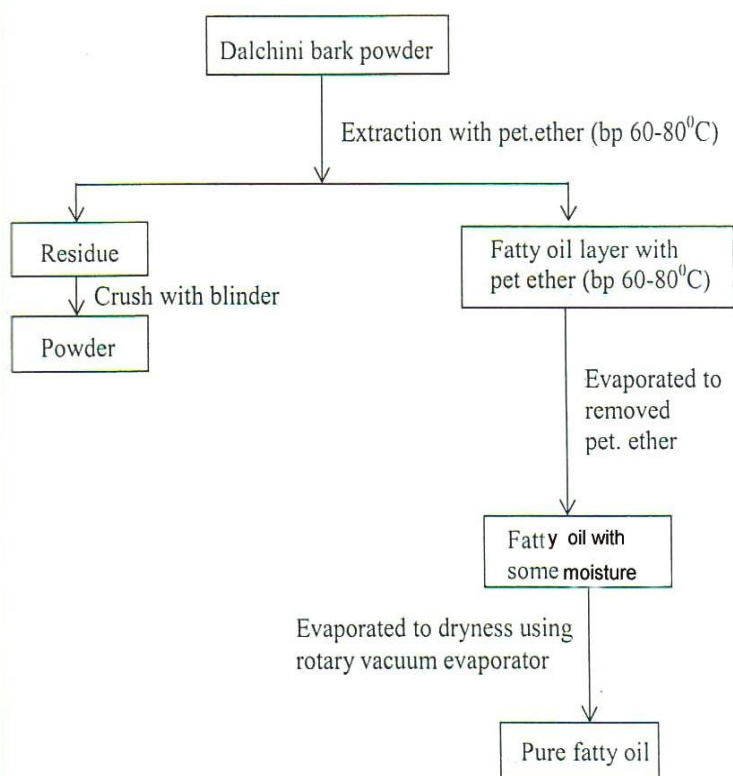 Dalchini bark powder
Extraction with pet.ether (bp 60-80⁰C)
Residue
Fatty oil layer with
pet ether (bp 60-80⁰C)
Crush with blinder
Powder
Evaporated to
removed
pet. ether
Fatty oil with
some moisture
Evaporated to dryness using
rotary vacuum evaporator
Pure fatty oil